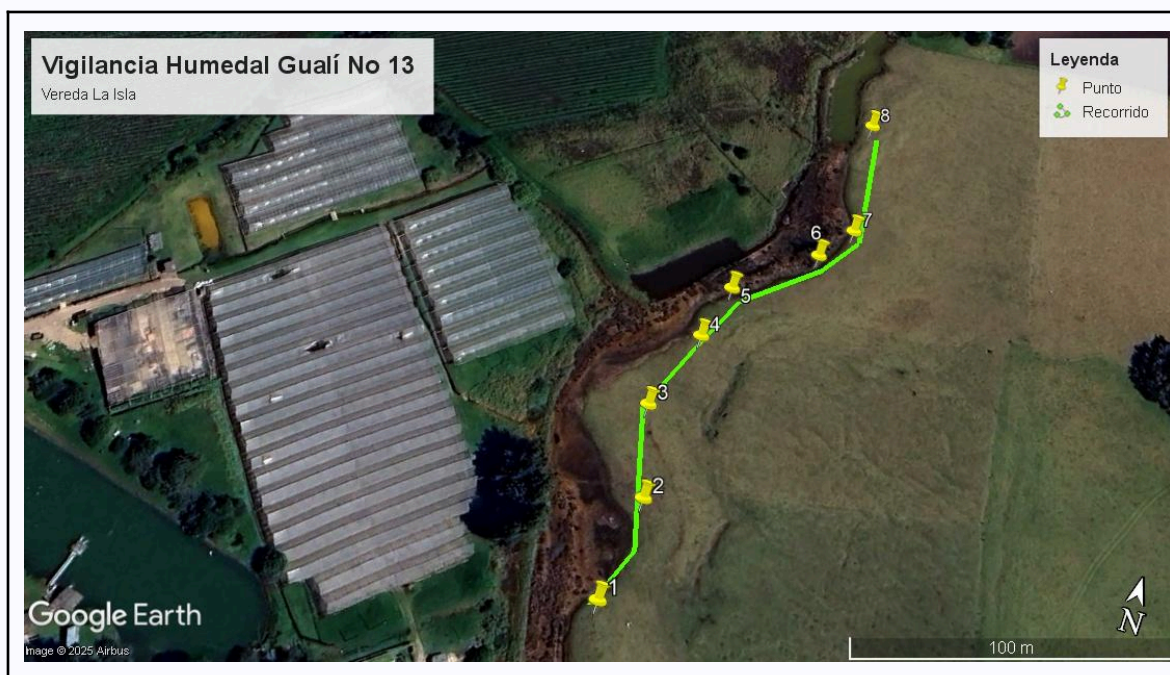 Vigilancia Humedal Gualí No 13
Vereda La Isla
Leyenda
Punto
Recorrido
8
7
6
5
4
3
2
1
Google Earth
Image © 2025 Airbus
N
100 m